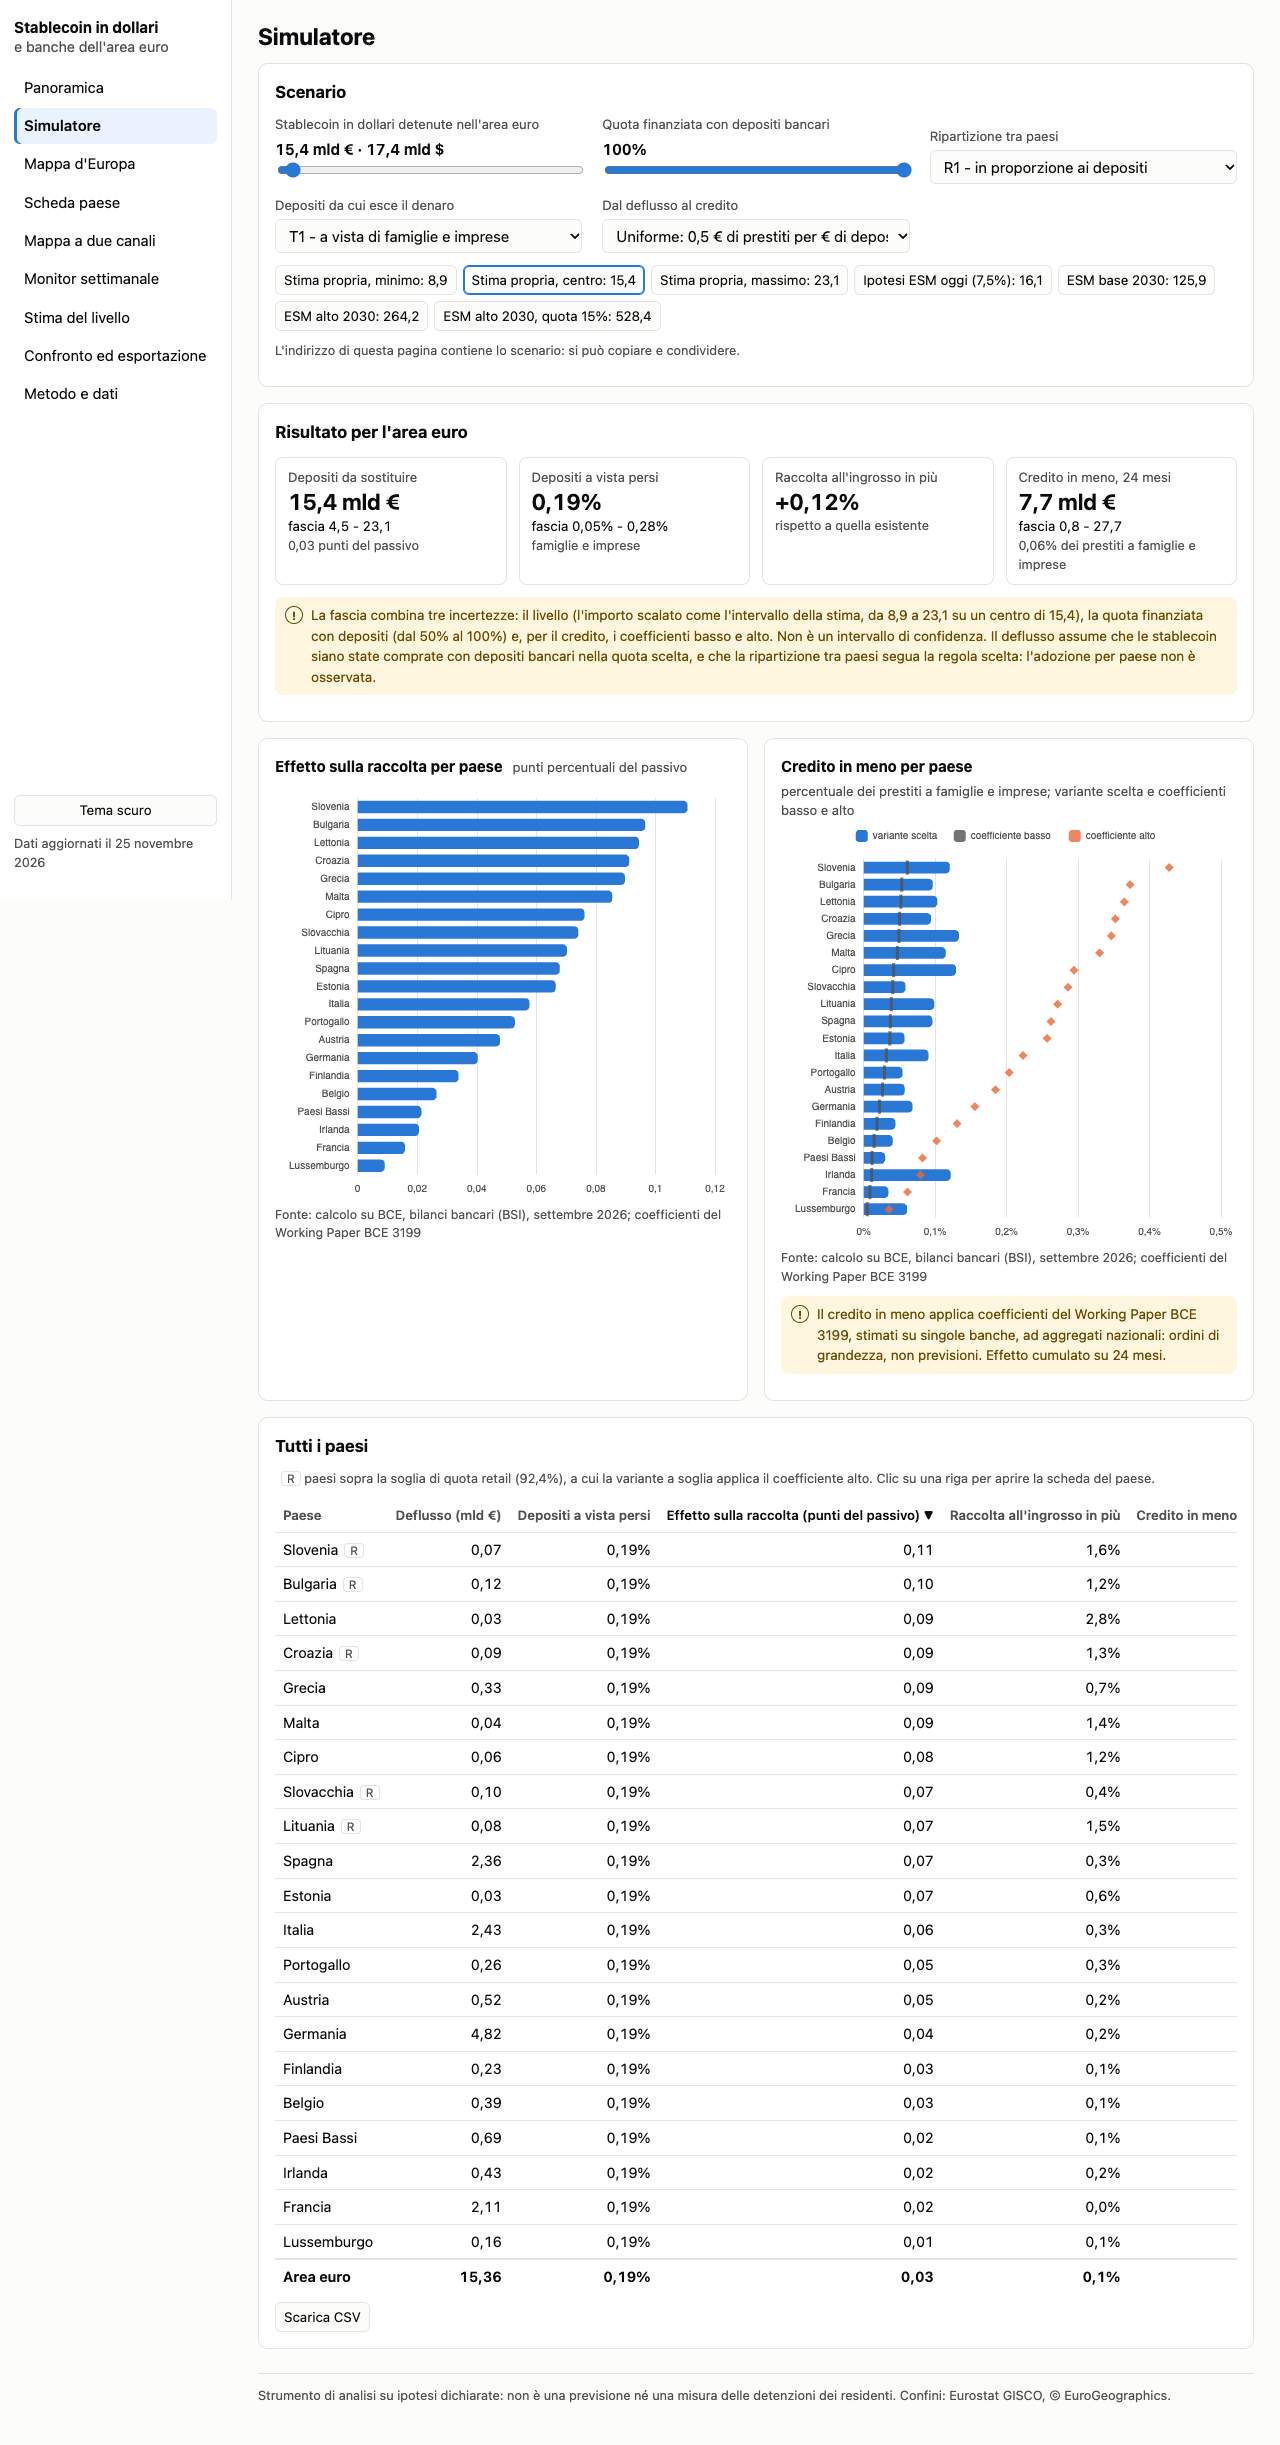 Stablecoin in dollari
e banche dell'area euro
Panoramica
Simulatore
Mappa d'Europa
Scheda paese
Mappa a due canali
Monitor settimanale
Stima del livello
Confronto ed esportazione
Metodo e dati
Tema scuro
Dati aggiornati il 25 novembre
2026
Simulatore
Scenario
Stablecoin in dollari detenute nell'area euro
15,4 mld € · 17,4 mld $
Quota finanziata con depositi bancari
100%
Ripartizione tra paesi
R1 - in proporzione ai depositi
Depositi da cui esce il denaro
T1 - a vista di famiglie e imprese
Dal deflusso al credito
Uniforme: 0,5 € di prestiti per € di depos
Stima propria, minimo: 8,9
Stima propria, centro: 15,4
Stima propria, massimo: 23,1
Ipotesi ESM oggi (7,5%): 16,1
ESM base 2030: 125,9
ESM alto 2030: 264,2
ESM alto 2030, quota 15%: 528,4
L'indirizzo di questa pagina contiene lo scenario: si può copiare e condividere.
Risultato per l'area euro
Depositi da sostituire
15,4 mld €
fascia 4,5 - 23,1
0,03 punti del passivo
Depositi a vista persi
0,19%
fascia 0,05% - 0,28%
famiglie e imprese
Raccolta all'ingrosso in più
+0,12%
rispetto a quella esistente
Credito in meno, 24 mesi
7,7 mld €
fascia 0,8 - 27,7
0,06% dei prestiti a famiglie e
imprese
La fascia combina tre incertezze: il livello (l'importo scalato come l'intervallo della stima, da 8,9 a 23,1 su un centro di 15,4), la quota finanziata
con depositi (dal 50% al 100%) e, per il credito, i coefficienti basso e alto. Non è un intervallo di confidenza. Il deflusso assume che le stablecoin
siano state comprate con depositi bancari nella quota scelta, e che la ripartizione tra paesi segua la regola scelta: l'adozione per paese non è
osservata.
Effetto sulla raccolta per paese punti percentuali del passivo
Slovenia
Bulgaria
Lettonia
Croazia
Grecia
Malta
Cipro
Slovacchia
Lituania
Spagna
Estonia
Italia
Portogallo
Austria
Germania
Finlandia
Belgio
Paesi Bassi
Irlanda
Francia
Lussemburgo
0 0,02 0,04 0,06 0,08 0,1 0,12
Fonte: calcolo su BCE, bilanci bancari (BSI), settembre 2026; coefficienti del
Working Paper BCE 3199
Credito in meno per paese
percentuale dei prestiti a famiglie e imprese; variante scelta e coefficienti
basso e alto
variante scelta coefficiente basso coefficiente alto
Slovenia
Bulgaria
Lettonia
Croazia
Grecia
Malta
Cipro
Slovacchia
Lituania
Spagna
Estonia
Italia
Portogallo
Austria
Germania
Finlandia
Belgio
Paesi Bassi
Irlanda
Francia
Lussemburgo
0% 0,1% 0,2% 0,3% 0,4% 0,5%
Fonte: calcolo su BCE, bilanci bancari (BSI), settembre 2026; coefficienti del
Working Paper BCE 3199
Il credito in meno applica coefficienti del Working Paper BCE
3199, stimati su singole banche, ad aggregati nazionali: ordini di
grandezza, non previsioni. Effetto cumulato su 24 mesi.
Tutti i paesi
R paesi sopra la soglia di quota retail (92,4%), a cui la variante a soglia applica il coefficiente alto. Clic su una riga per aprire la scheda del paese.
Paese Deflusso (mld €) Depositi a vista persi Effetto sulla raccolta (punti del passivo) ▼ Raccolta all'ingrosso in più Credito in meno
Slovenia R 0,07 0,19% 0,11 1,6%
Bulgaria R 0,12 0,19% 0,10 1,2%
Lettonia 0,03 0,19% 0,09 2,8%
Croazia R 0,09 0,19% 0,09 1,3%
Grecia 0,33 0,19% 0,09 0,7%
Malta 0,04 0,19% 0,09 1,4%
Cipro 0,06 0,19% 0,08 1,2%
Slovacchia R 0,10 0,19% 0,07 0,4%
Lituania R 0,08 0,19% 0,07 1,5%
Spagna 2,36 0,19% 0,07 0,3%
Estonia 0,03 0,19% 0,07 0,6%
Italia 2,43 0,19% 0,06 0,3%
Portogallo 0,26 0,19% 0,05 0,3%
Austria 0,52 0,19% 0,05 0,2%
Germania 4,82 0,19% 0,04 0,2%
Finlandia 0,23 0,19% 0,03 0,1%
Belgio 0,39 0,19% 0,03 0,1%
Paesi Bassi 0,69 0,19% 0,02 0,1%
Irlanda 0,43 0,19% 0,02 0,2%
Francia 2,11 0,19% 0,02 0,0%
Lussemburgo 0,16 0,19% 0,01 0,1%
Area euro 15,36 0,19% 0,03 0,1%
Scarica CSV
Strumento di analisi su ipotesi dichiarate: non è una previsione né una misura delle detenzioni dei residenti. Confini: Eurostat GISCO, © EuroGeographics.